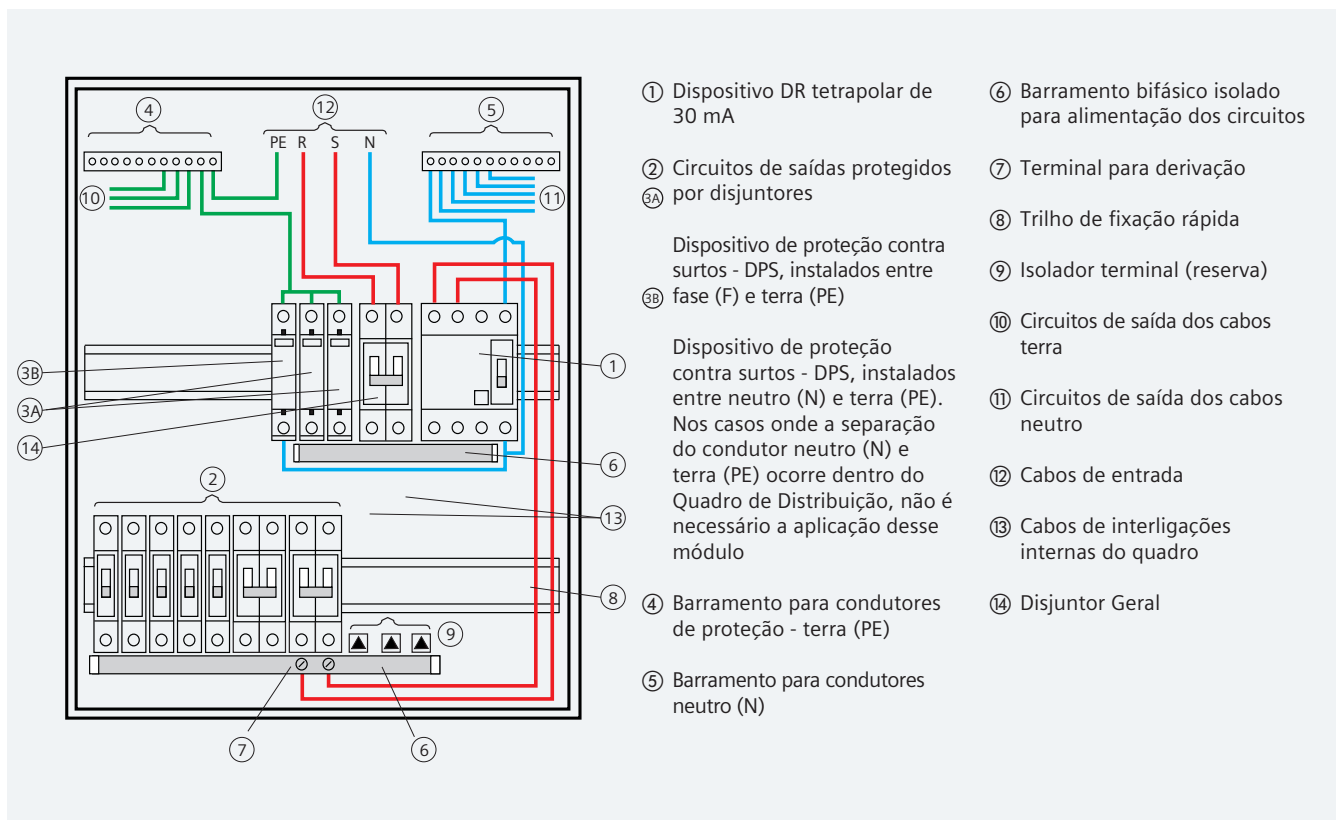 ④
⑫
⑤
PE R S N
⑩
⑪
3B
①
3A
⑭
⑥
②
⑬
⑧
⑨
⑦
⑥
① Dispositivo DR tetrapolar de
30 mA
② Circuitos de saídas protegidos
3A por disjuntores
Dispositivo de proteção contra
surtos - DPS, instalados entre
3B fase (F) e terra (PE)
Dispositivo de proteção
contra surtos - DPS, instalados
entre neutro (N) e terra (PE).
Nos casos onde a separação
do condutor neutro (N) e
terra (PE) ocorre dentro do
Quadro de Distribuição, não é
necessário a aplicação desse
módulo
④ Barramento para condutores
de proteção - terra (PE)
⑤ Barramento para condutores
neutro (N)
⑥ Barramento bifásico isolado
para alimentação dos circuitos
⑦ Terminal para derivação
⑧ Trilho de fixação rápida
⑨ Isolador terminal (reserva)
⑩ Circuitos de saída dos cabos
terra
⑪ Circuitos de saída dos cabos
neutro
⑫ Cabos de entrada
⑬ Cabos de interligações
internas do quadro
⑭ Disjuntor Geral